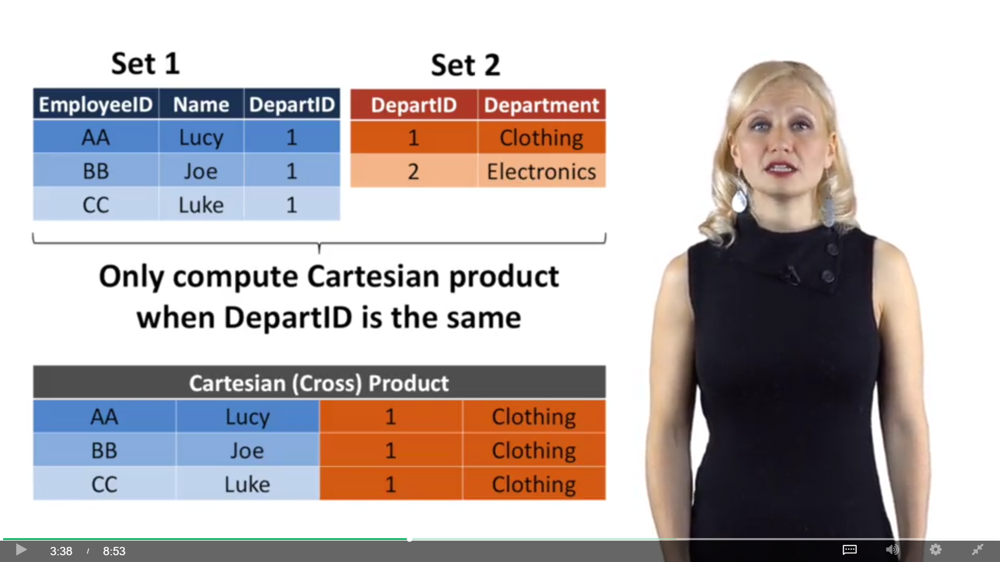 Set 1
EmployeeID Name DepartID
AA Lucy 1
BB Joe 1
CC Luke 1
Set 2
DepartID Department
1 Clothing
2 Electronics
Only compute Cartesian product
when DepartID is the same
Cartesian (Cross) Product
AA Lucy 1 Clothing
BB Joe 1 Clothing
CC Luke 1 Clothing
3:38 / 8:53